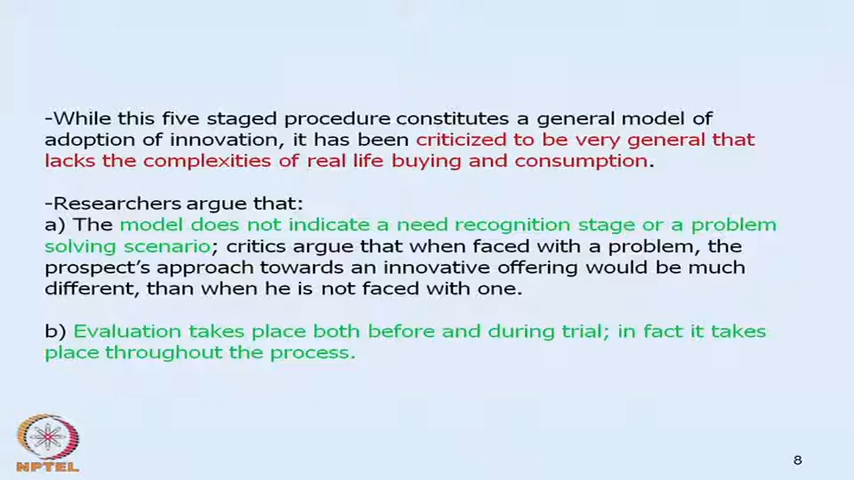 -While this five staged procedure constitutes a general model of
adoption of innovation, it has been criticized to be very general that
lacks the complexities of real life buying and consumption.
-Researchers argue that:
a) The model does not indicate a need recognition stage or a problem
solving scenario; critics argue that when faced with a problem, the
prospect's approach towards an innovative offering would be much
different, than when he is not faced with one.
b) Evaluation takes place both before and during trial; in fact it takes
place throughout the process.
NPTEL
8